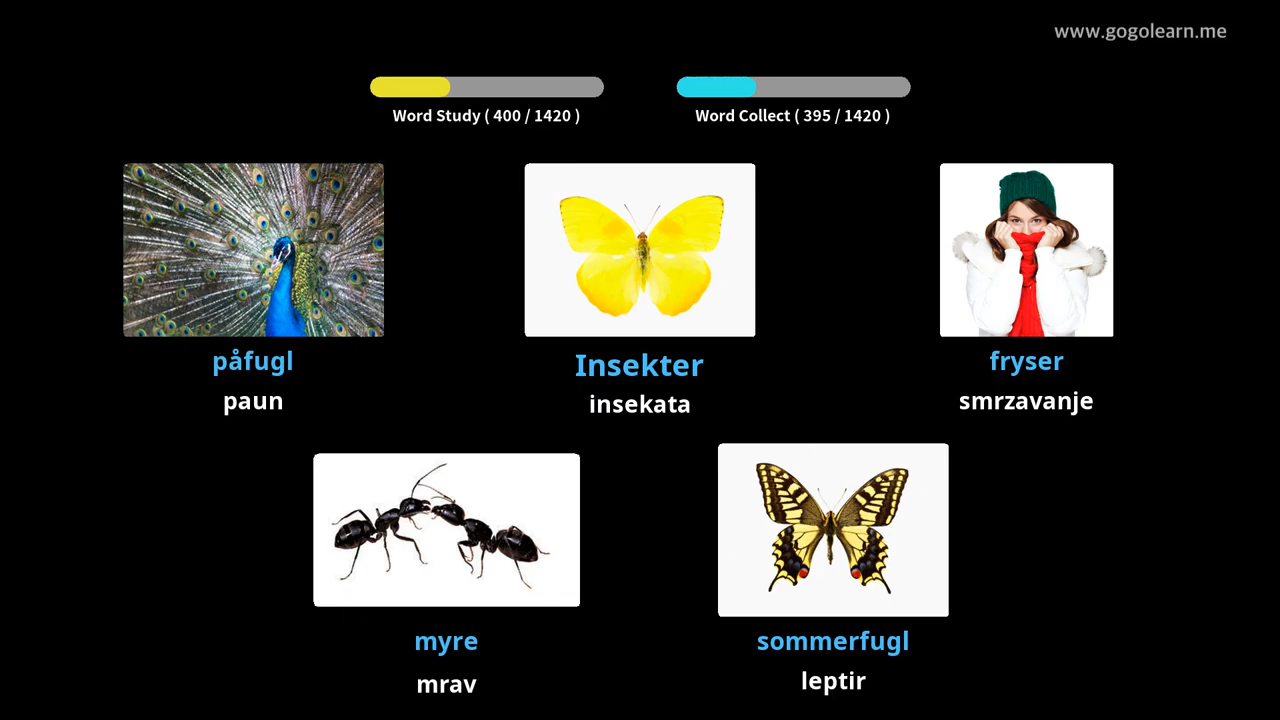 www.gogolearn.me
Word Study ( 400 / 1420 )
Word Collect ( 395 / 1420 )
påfugl
paun
Insekter
insekata
fryser
smrzavanje
myre
mrav
sommerfugl
leptir